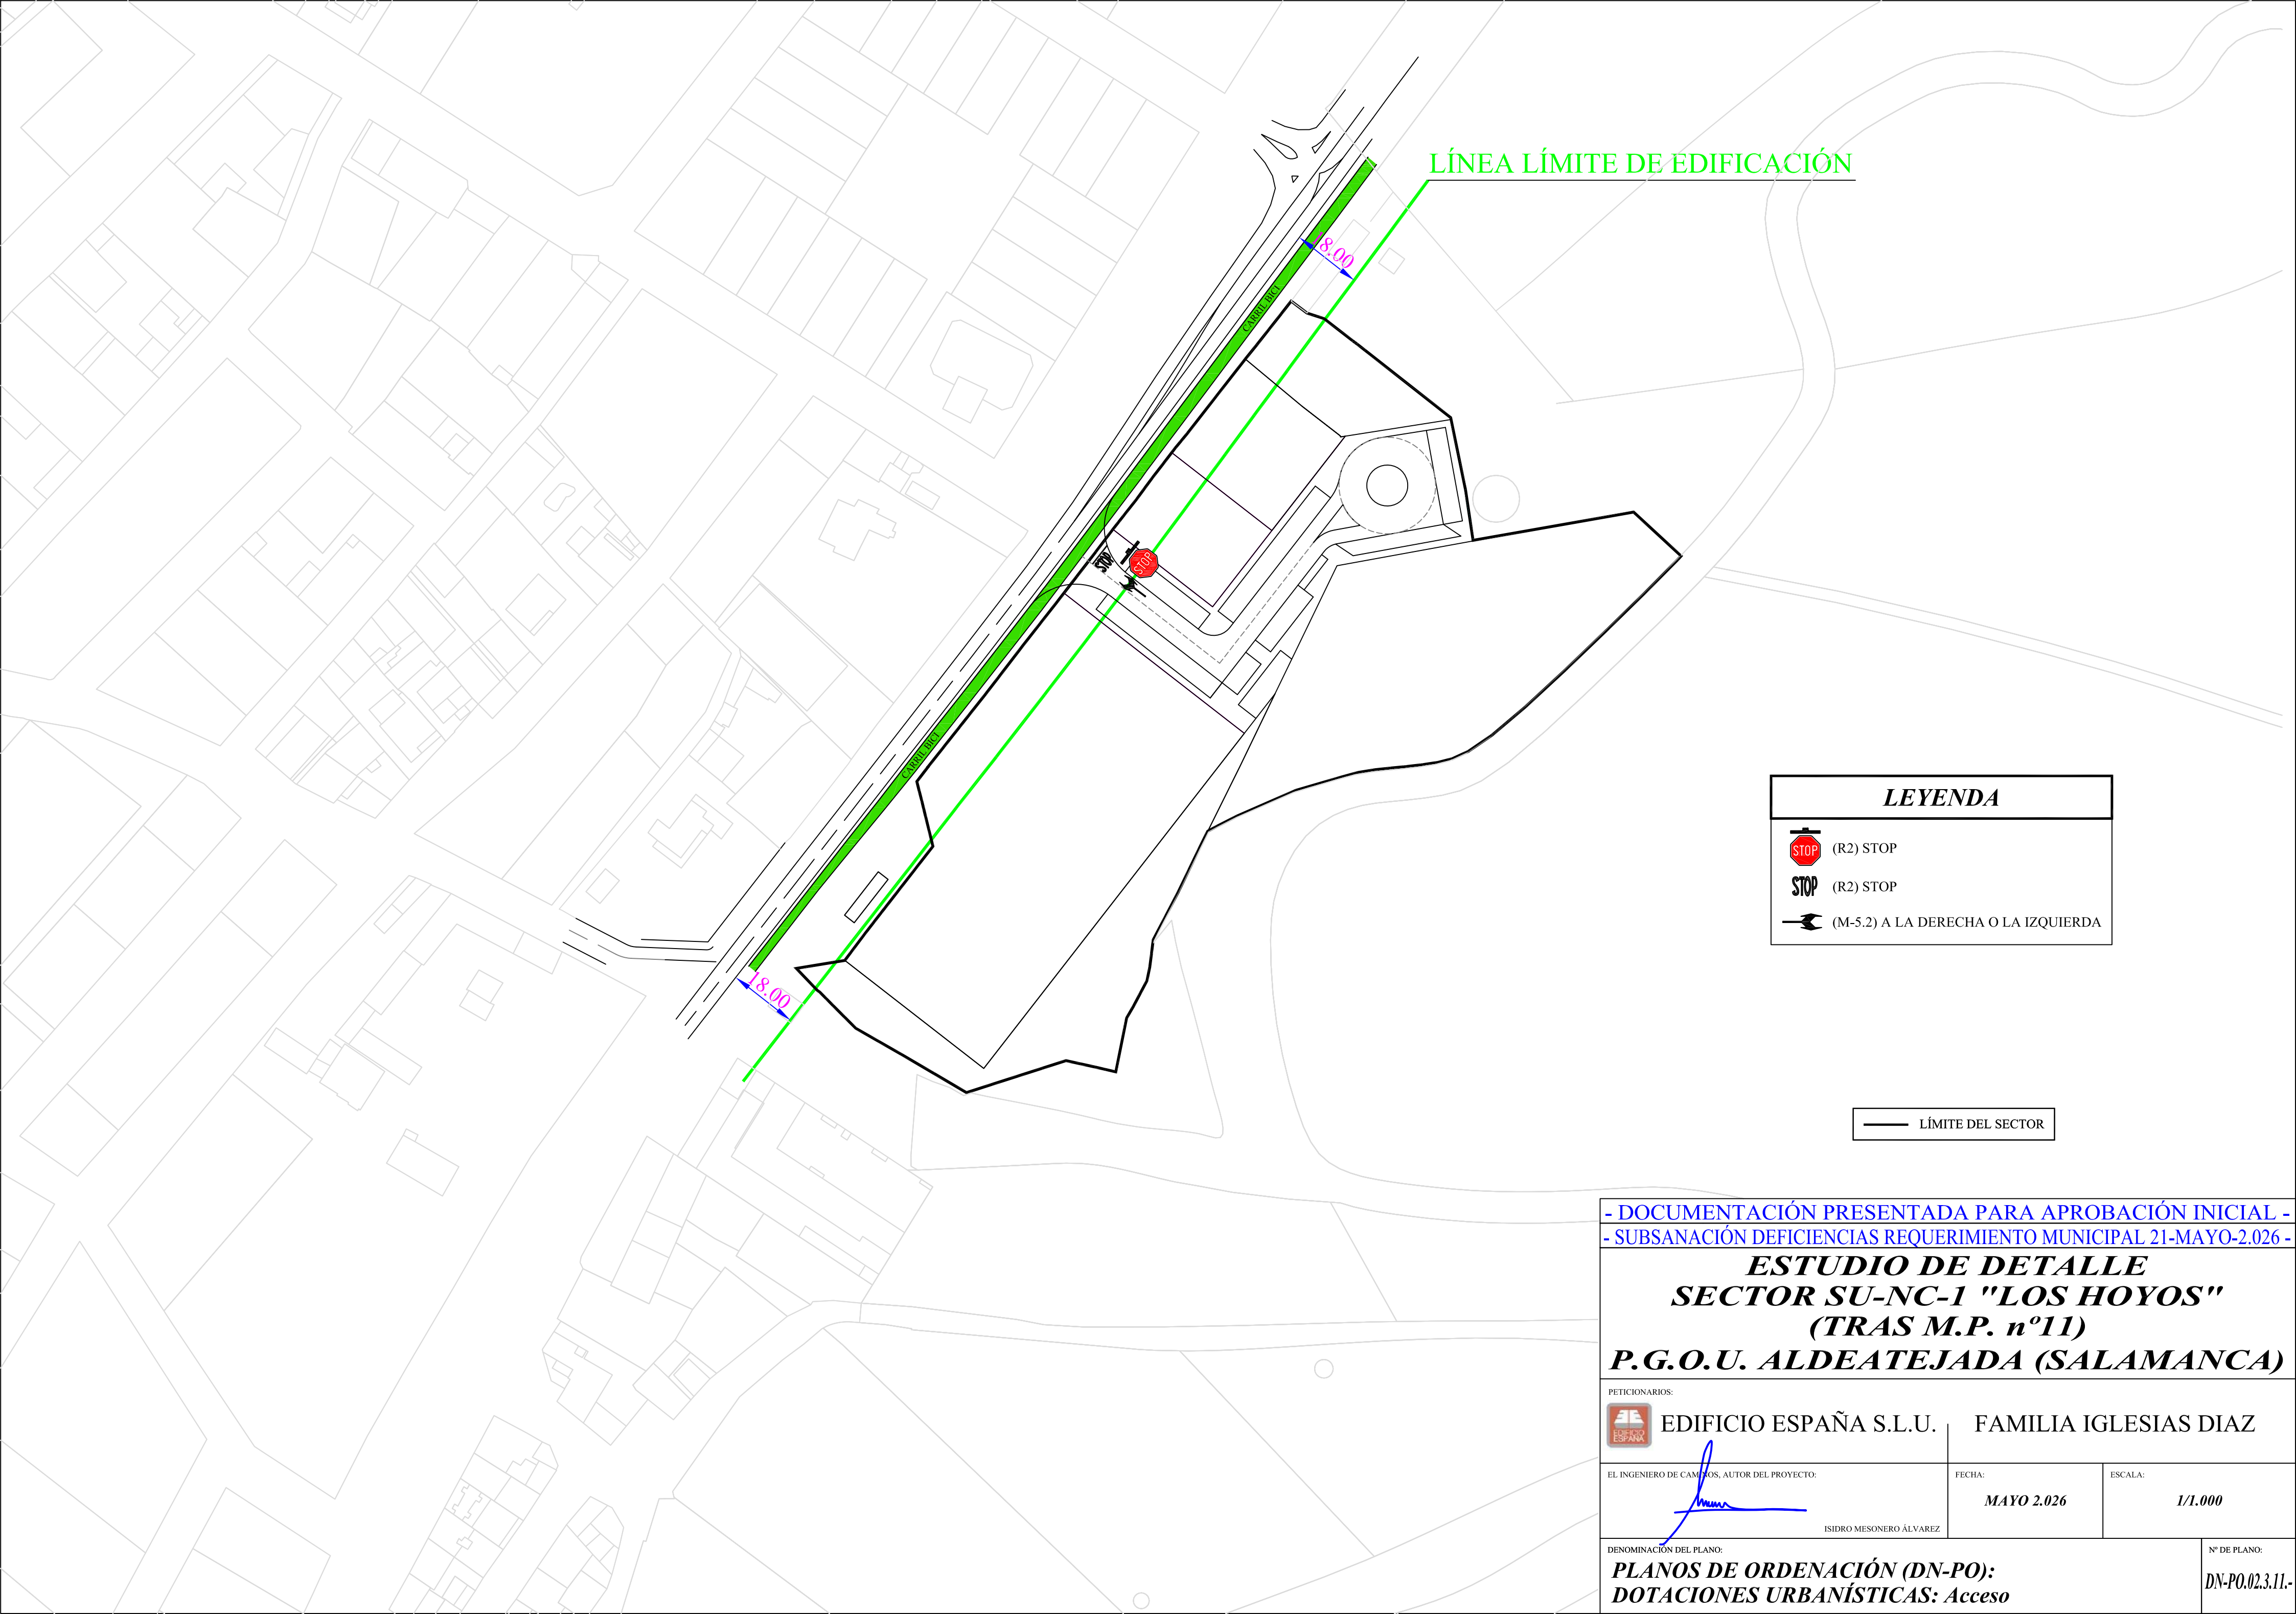 LÍNEA LÍMITE DE EDIFICACIÓN
18.00
CARRIL BICI
STOP
STOP
CARRIL BICI
18.00
LEYENDA
STOP (R2) STOP
STOP (R2) STOP
(M-5.2) A LA DERECHA O LA IZQUIERDA
LÍMITE DEL SECTOR
- DOCUMENTACIÓN PRESENTADA PARA APROBACIÓN INICIAL -
- SUBSANACIÓN DEFICIENCIAS REQUERIMIENTO MUNICIPAL 21-MAYO-2.026 -
ESTUDIO DE DETALLE
SECTOR SU-NC-1 "LOS HOYOS"
(TRAS M.P. nº11)
P.G.O.U. ALDEATEJADA (SALAMANCA)
PETICIONARIOS:
EDIFICIO ESPAÑA
EDIFICIO ESPAÑA S.L.U.
FAMILIA IGLESIAS DIAZ
EL INGENIERO DE CAMINOS, AUTOR DEL PROYECTO:
ISIDRO MESONERO ÁLVAREZ
FECHA:
MAYO 2.026
ESCALA:
1/1.000
DENOMINACIÓN DEL PLANO:
PLANOS DE ORDENACIÓN (DN-PO):
DOTACIONES URBANÍSTICAS: Acceso
Nº DE PLANO:
DN-PO.02.3.11.-